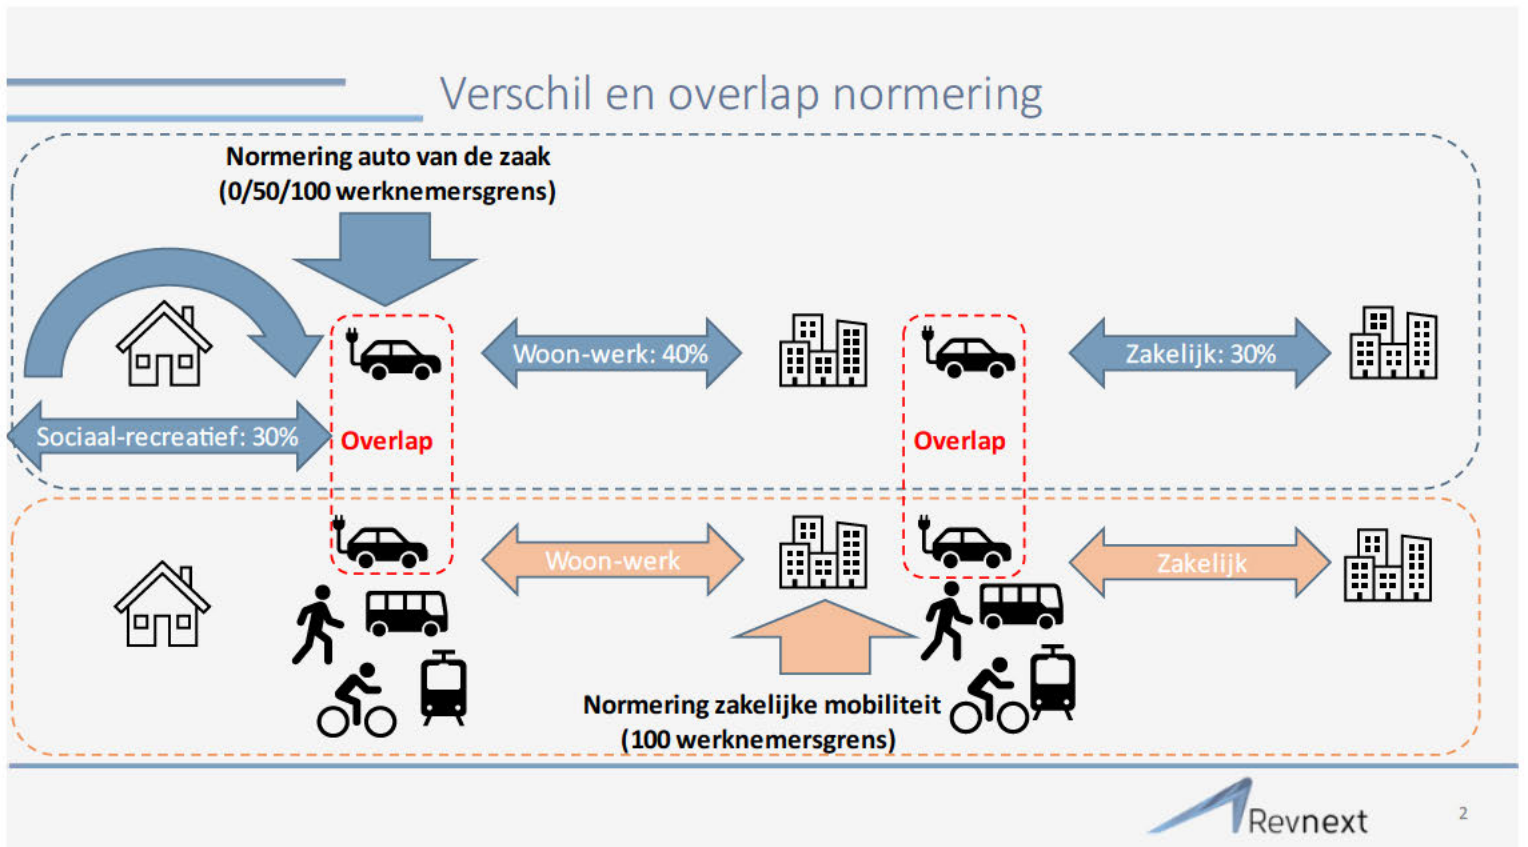 Verschil en overlap normering
Normering auto van de zaak
(0/50/100 werknemersgrens)
Woon-werk: 40%
Zakelijk: 30%
Sociaal-recreatief: 30%
Overlap
Overlap
Woon-werk
Zakelijk
Normering zakelijke mobiliteit
(100 werknemersgrens)
Revnext
2